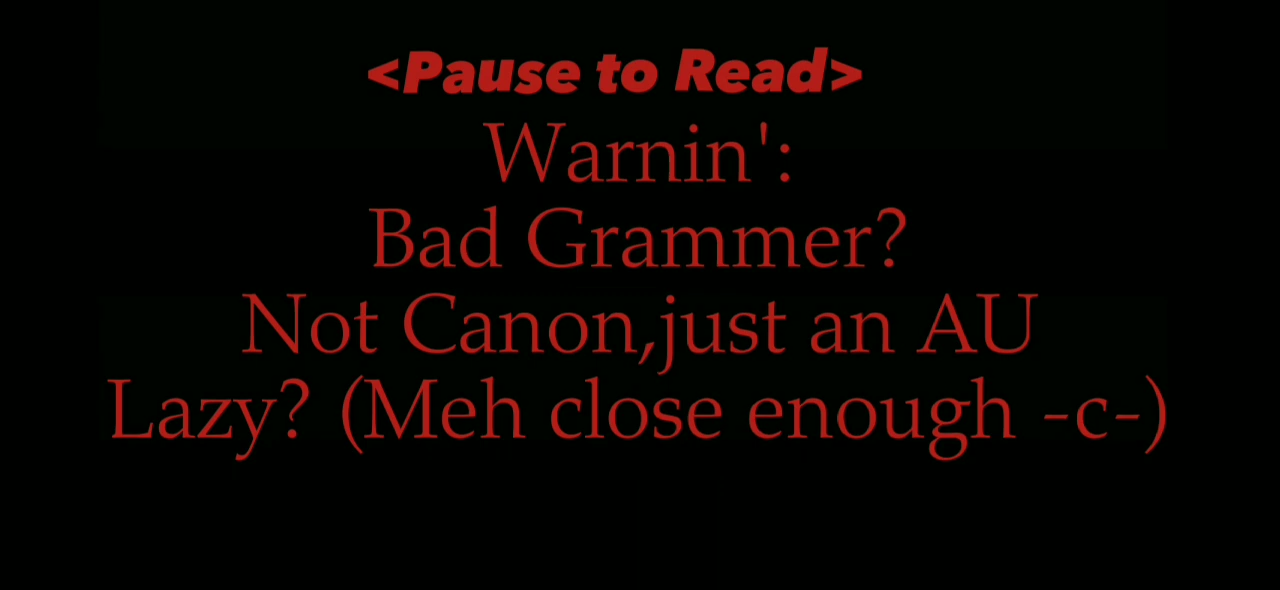 <Pause to Read>
Warnin':
Bad Grammer?
Not Canon,just an AU
Lazy? (Meh close enough -c-)